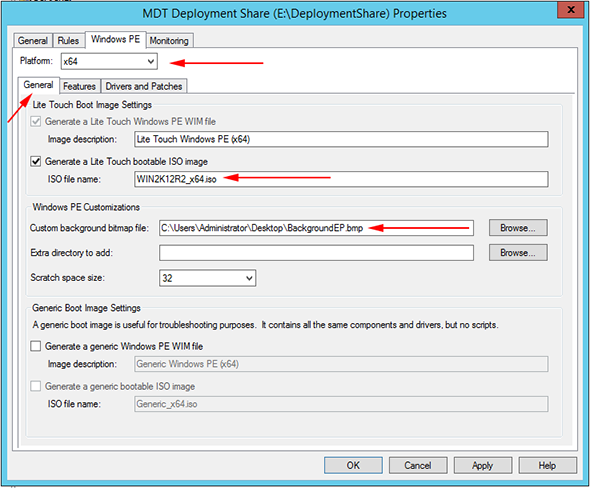 MDT Deployment Share (E:\DeploymentShare) Properties
x
General Rules Windows PE Monitoring
Platform: x64
General Features Drivers and Patches
Lite Touch Boot Image Settings
Generate a Lite Touch Windows PE WIM file
Image description: Lite Touch Windows PE (x64)
Generate a Lite Touch bootable ISO image
ISO file name: WIN2K12R2_x64.iso
Windows PE Customizations
Custom background bitmap file: C:\Users\Administrator\Desktop\BackgroundEP.bmp Browse...
Extra directory to add: Browse...
Scratch space size: 32
Generic Boot Image Settings
A generic boot image is useful for troubleshooting purposes. It contains all the same components and drivers, but no scripts.
Generate a generic Windows PE WIM file
Image description: Generic Windows PE (x64)
Generate a generic bootable ISO image
ISO file name: Generic_x64.iso
OK Cancel Apply Help